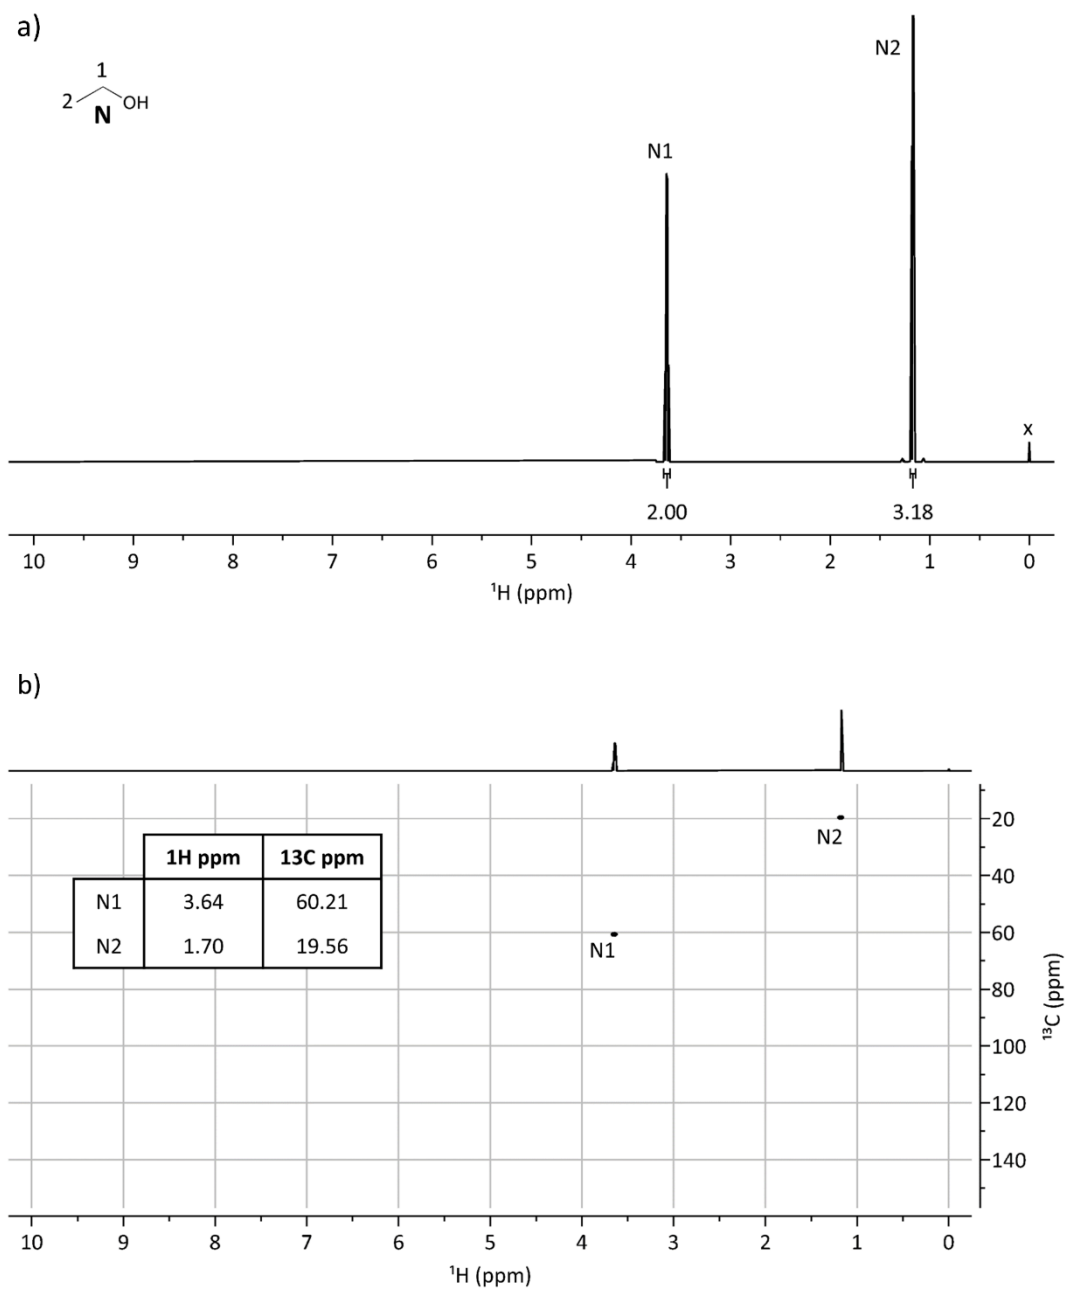 a)
1
2
OH
N
N1
N2
x
2.00 3.18
10 9 8 7 6 5 4 3 2 1 0
¹H (ppm)
b)
1H ppm 13C ppm
N1 3.64 60.21
N2 1.70 19.56
N2
N1
20
40
60
80
100
120
140
¹³C (ppm)
10 9 8 7 6 5 4 3 2 1 0
¹H (ppm)